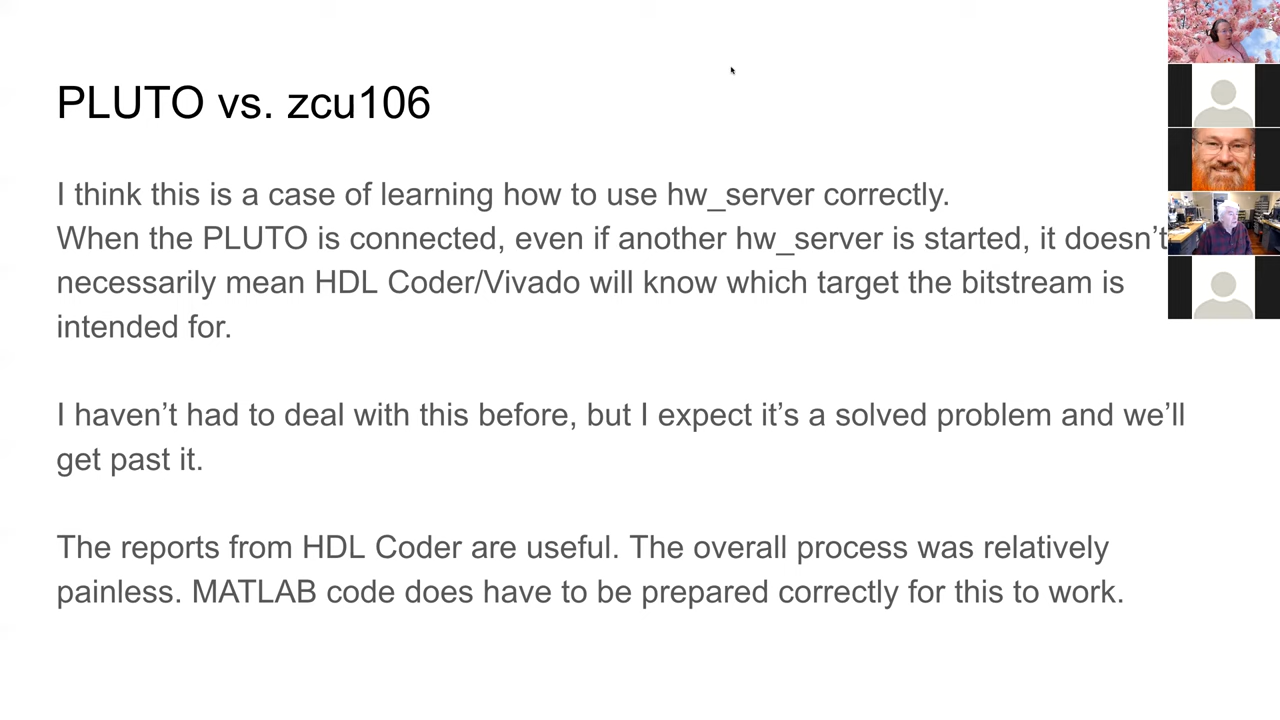 PLUTO vs. zcu106
I think this is a case of learning how to use hw_server correctly.
When the PLUTO is connected, even if another hw_server is started, it doesn’t
necessarily mean HDL Coder/Vivado will know which target the bitstream is
intended for.
I haven’t had to deal with this before, but I expect it’s a solved problem and we’ll
get past it.
The reports from HDL Coder are useful. The overall process was relatively
painless. MATLAB code does have to be prepared correctly for this to work.